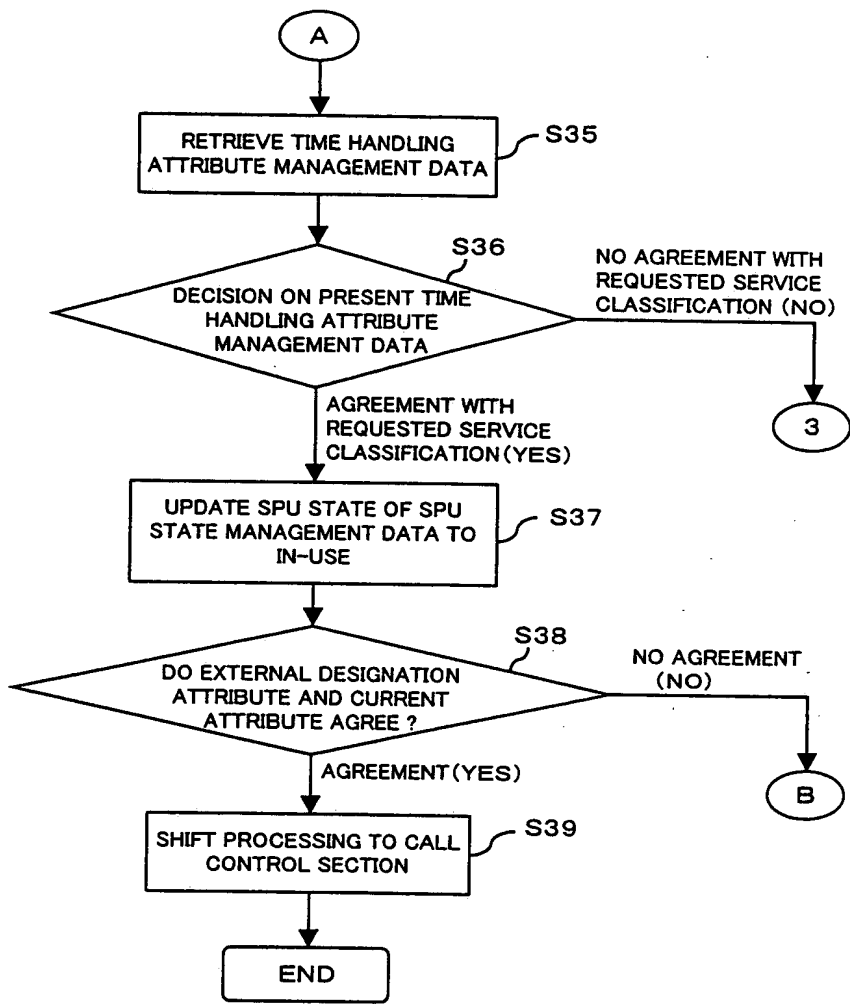 A
RETRIEVE TIME HANDLING
ATTRIBUTE MANAGEMENT DATA
S35
S36
DECISION ON PRESENT TIME
HANDLING ATTRIBUTE
MANAGEMENT DATA
NO AGREEMENT WITH
REQUESTED SERVICE
CLASSIFICATION (NO)
3
AGREEMENT WITH
REQUESTED SERVICE
CLASSIFICATION(YES)
UPDATE SPU STATE OF SPU
STATE MANAGEMENT DATA TO
IN-USE
S37
S38
DO EXTERNAL DESIGNATION
ATTRIBUTE AND CURRENT
ATTRIBUTE AGREE ?
NO AGREEMENT
(NO)
B
AGREEMENT(YES)
SHIFT PROCESSING TO CALL
CONTROL SECTION
S39
END